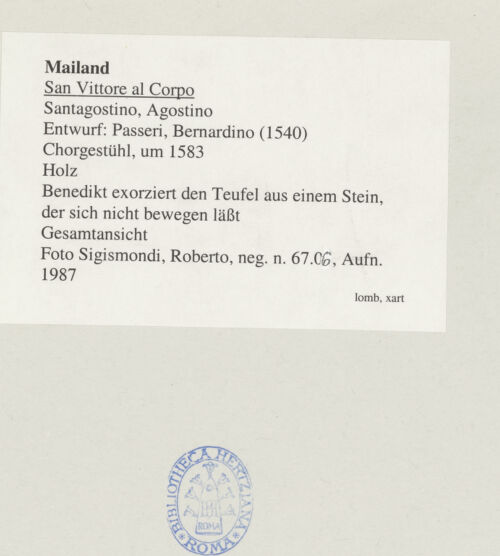 Mailand
San Vittore al Corpo
Santagostino, Agostino
Entwurf: Passeri, Bernardino (1540)
Chorgestühl, um 1583
Holz
Benedikt exorziert den Teufel aus einem Stein,
der sich nicht bewegen läßt
Gesamtansicht
Foto Sigismondi, Roberto, neg. n. 67.06, Aufn.
1987
lomb, xart
BIBLIOTHECA HERTZIANA
ROMA
ROMA